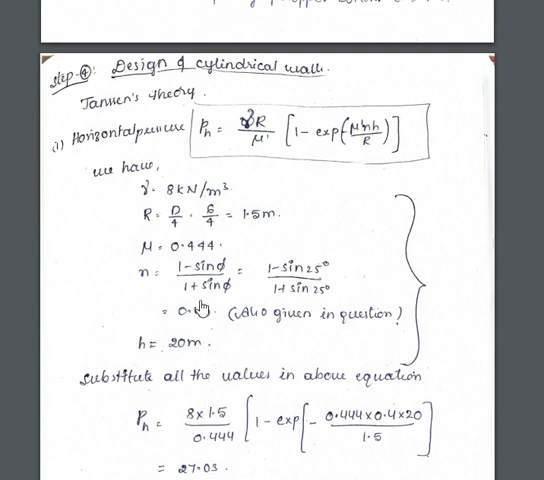 Step-④: Design of cylindrical wall.
Janssen's theory.
(i) Horizontal pressure Ph = γR/μ' [1 - exp(-μ'nh/R)]
we have,
γ = 8 kN/m³
R = D/4 = 6/4 = 1.5m.
μ = 0.444.
n = 1-sinφ/1+sinφ = 1-sin25°/1+sin25°
= 0. (Also given in question)
h = 20m.
substitute all the values in above equation
Ph = 8×1.5/0.444 [1 - exp[- 0.444×0.4×20/1.5]
= 27.03.